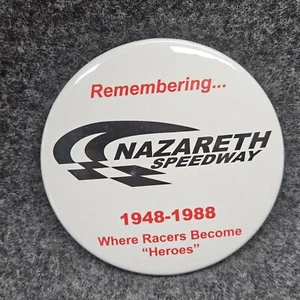 Remembering...
NAZARETH
SPEEDWAY
1948-1988
Where Racers Become
"Heroes"